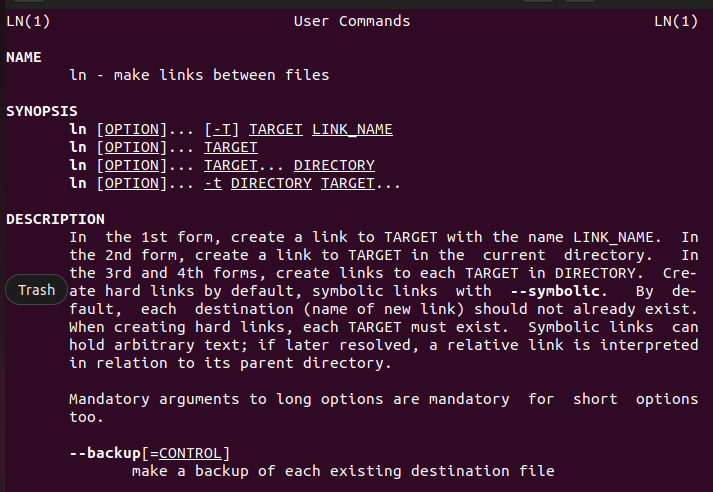 LN(1) User Commands LN(1)
NAME
ln - make links between files
SYNOPSIS
ln [OPTION]... [-T] TARGET LINK_NAME
ln [OPTION]... TARGET
ln [OPTION]... TARGET... DIRECTORY
ln [OPTION]... -t DIRECTORY TARGET...
DESCRIPTION
In the 1st form, create a link to TARGET with the name LINK_NAME. In
the 2nd form, create a link to TARGET in the current directory. In
the 3rd and 4th forms, create links to each TARGET in DIRECTORY. Cre-
Trash
ate hard links by default, symbolic links with --symbolic. By de-
fault, each destination (name of new link) should not already exist.
When creating hard links, each TARGET must exist. Symbolic links can
hold arbitrary text; if later resolved, a relative link is interpreted
in relation to its parent directory.
Mandatory arguments to long options are mandatory for short options
too.
--backup[=CONTROL]
make a backup of each existing destination file